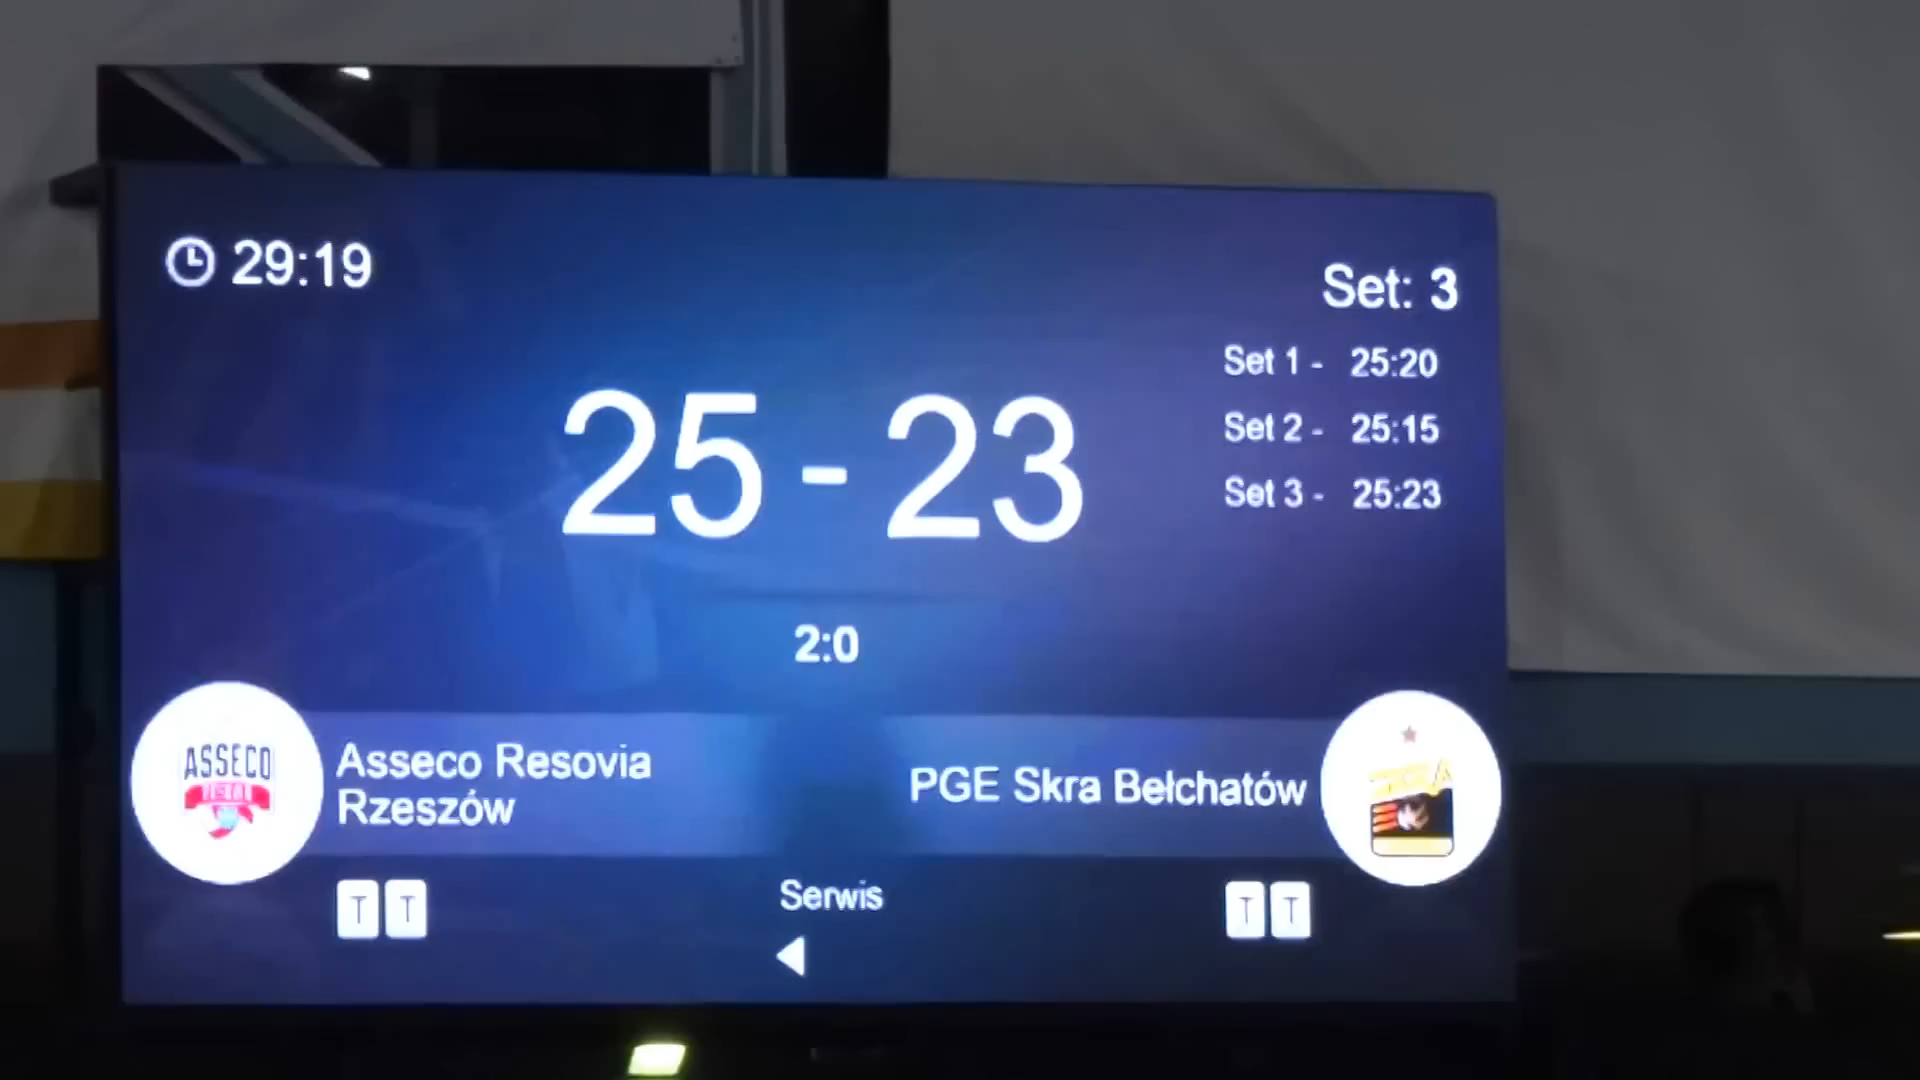 29:19
Set: 3
Set 1 - 25:20
Set 2 - 25:15
Set 3 - 25:23
25 - 23
2:0
ASSECO
Asseco Resovia
Rzeszów
PGE Skra Bełchatów
T T
Serwis
T T